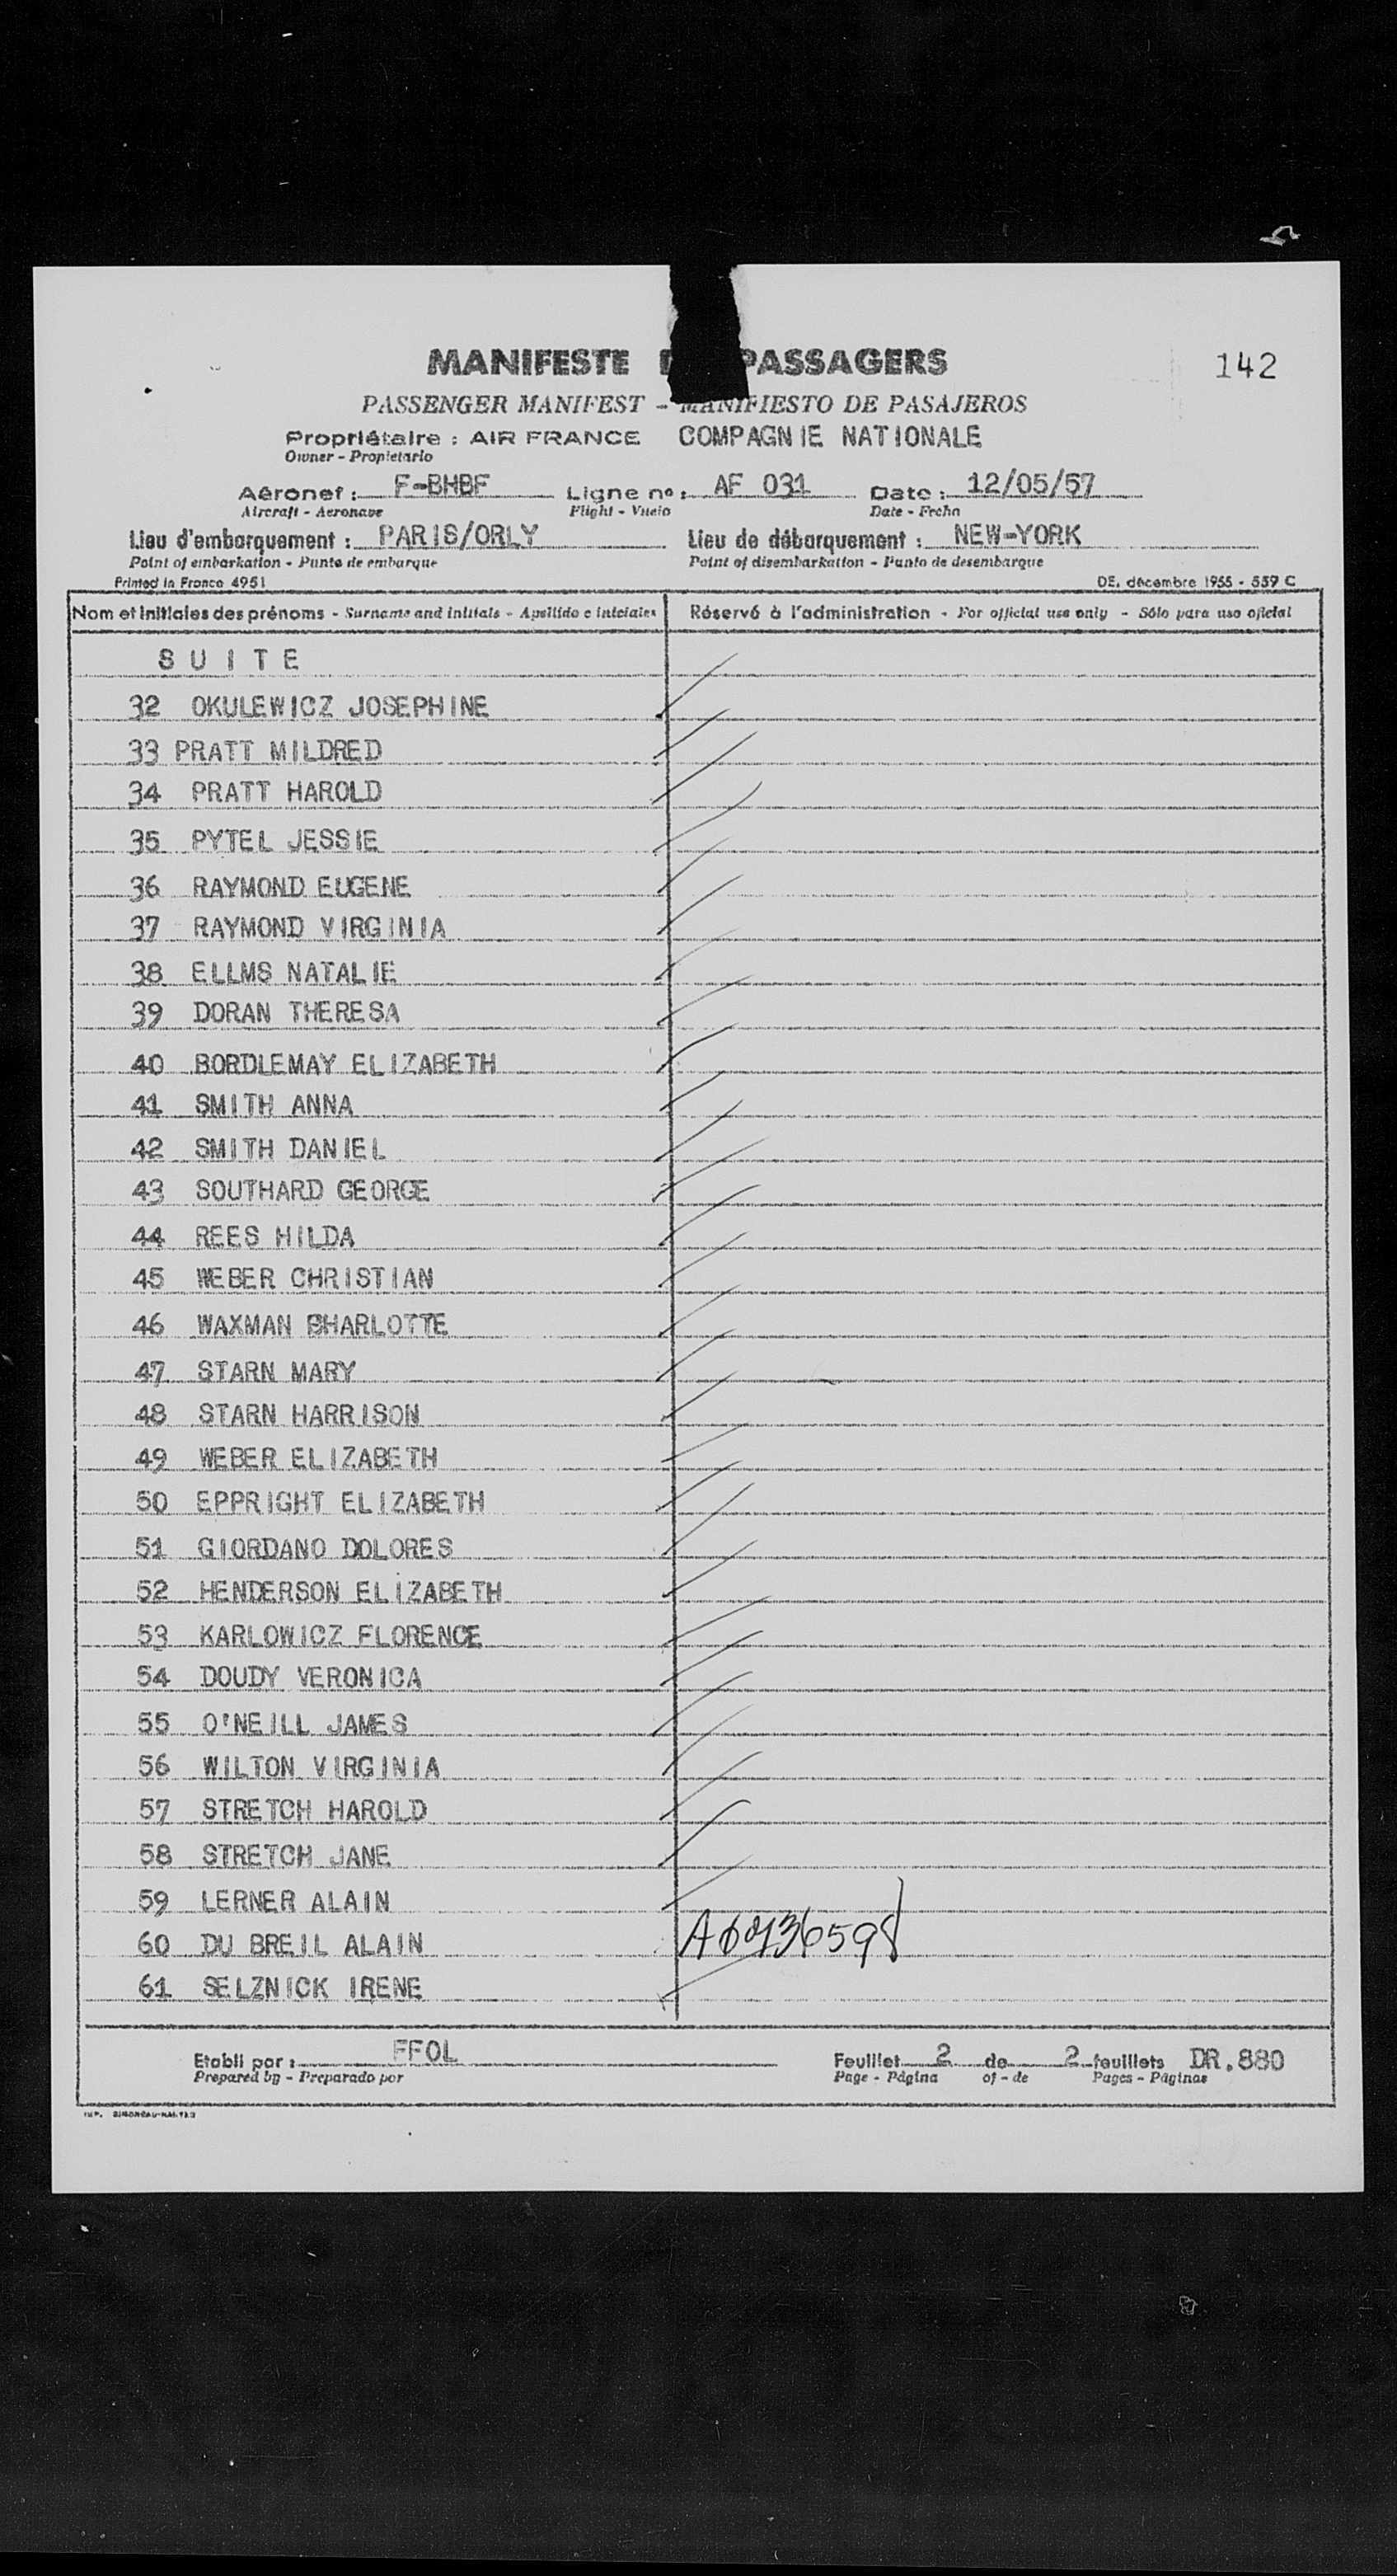 142
MANIFESTE PASSAGERS
PASSENGER MANIFEST - MANIFIESTO DE PASAJEROS
Propriétaire : AIR FRANCE COMPAGNIE NATIONALE
Owner - Propietario
Aéronef : F-BHBF Ligne nº : AF 031 Date : 12/05/57
Aircraft - Aeronave Flight - Vuelo Date - Fecha
Lieu d'embarquement : PARIS/ORLY Lieu de débarquement : NEW-YORK
Point of embarkation - Punto de embarque Point of disembarkation - Punto de desembarque
Printed in France 4951 DE. décembre 1955 - 559 C
Nom et initiales des prénoms - Surname and initials - Apellido e iniciales Réservé à l'administration - For official use only - Sólo para uso oficial
SUITE
32 OKULEWICZ JOSEPHINE
33 PRATT MILDRED
34 PRATT HAROLD
35 PYTEL JESSIE
36 RAYMOND EUGENE
37 RAYMOND VIRGINIA
38 ELLMS NATALIE
39 DORAN THERESA
40 BORDLEMAY ELIZABETH
41 SMITH ANNA
42 SMITH DANIEL
43 SOUTHARD GEORGE
44 REES HILDA
45 WEBER CHRISTIAN
46 WAXMAN BHARLOTTE
47 STARN MARY
48 STARN HARRISON
49 WEBER ELIZABETH
50 EPPRIGHT ELIZABETH
51 GIORDANO DOLORES
52 HENDERSON ELIZABETH
53 KARLOWICZ FLORENCE
54 DOUDY VERONICA
55 O'NEILL JAMES
56 WILTON VIRGINIA
57 STRETCH HAROLD
58 STRETCH JANE
59 LERNER ALAIN
60 DU BREIL ALAIN
61 SELZNICK IRENE
Etabli par : FFOL Feuillet 2 de 2 feuillets DR.880
Prepared by - Preparado por Page - Página of - de Pages - Páginas